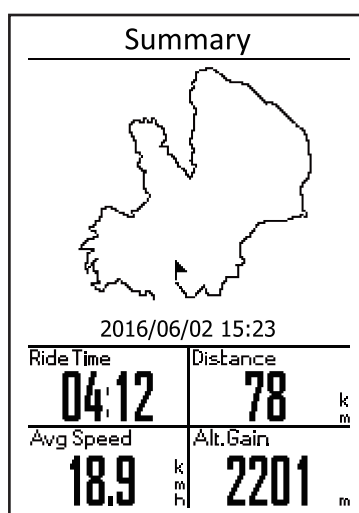 Summary
2016/06/02 15:23
Ride Time
04:12
Distance
78 km
Avg Speed
18.9 kmh
Alt.Gain
2201 m